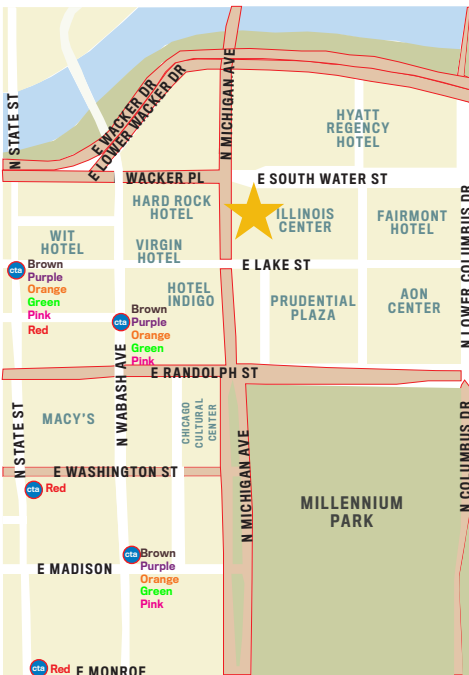 N STATE ST
E WACKER DR
E LOWER WACKER DR
N MICHIGAN AVE
HYATT
REGENCY
HOTEL
WACKER PL
E SOUTH WATER ST
HARD ROCK
HOTEL
ILLINOIS
CENTER
FAIRMONT
HOTEL
N LOWER COLUMBUS DR
WIT
HOTEL
VIRGIN
HOTEL
E LAKE ST
cta
Brown
Purple
Orange
Green
Pink
Red
HOTEL
INDIGO
PRUDENTIAL
PLAZA
AON
CENTER
cta
Brown
Purple
Orange
Green
Pink
N WABASH AVE
E RANDOLPH ST
N STATE ST
MACY'S
CHICAGO
CULTURAL
CENTER
N MICHIGAN AVE
N COLUMBUS DR
E WASHINGTON ST
cta Red
MILLENNIUM
PARK
E MADISON
cta
Brown
Purple
Orange
Green
Pink
cta Red
E MONROE